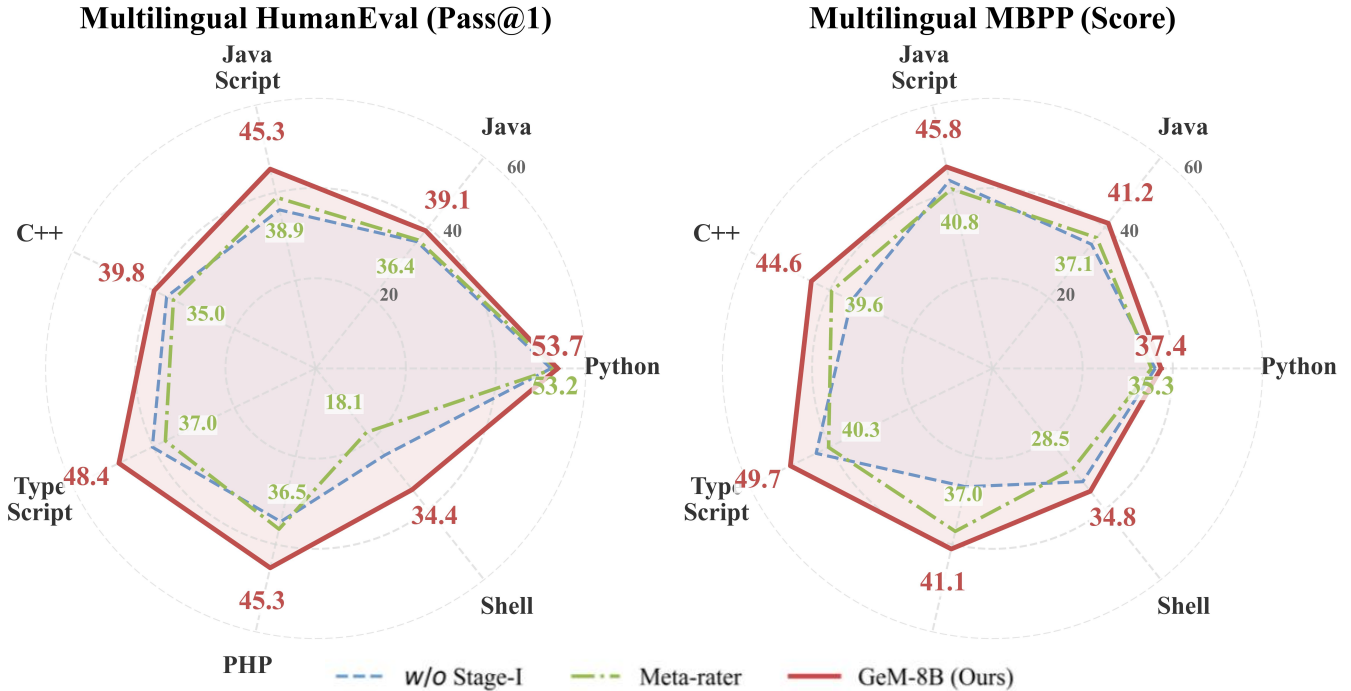 Multilingual HumanEval (Pass@1)
Java
Script
45.3
Java
60
39.1
C++
40
38.9
36.4
39.8
20
35.0
53.7
Python
53.2
18.1
37.0
48.4
Type
Script
36.5
34.4
45.3
Shell
PHP
Multilingual MBPP (Score)
Java
Script
45.8
Java
60
41.2
C++
40
40.8
37.1
44.6
20
39.6
37.4
Python
35.3
40.3
28.5
49.7
Type
Script
37.0
34.8
41.1
Shell
w/o Stage-I
Meta-rater
GeM-8B (Ours)